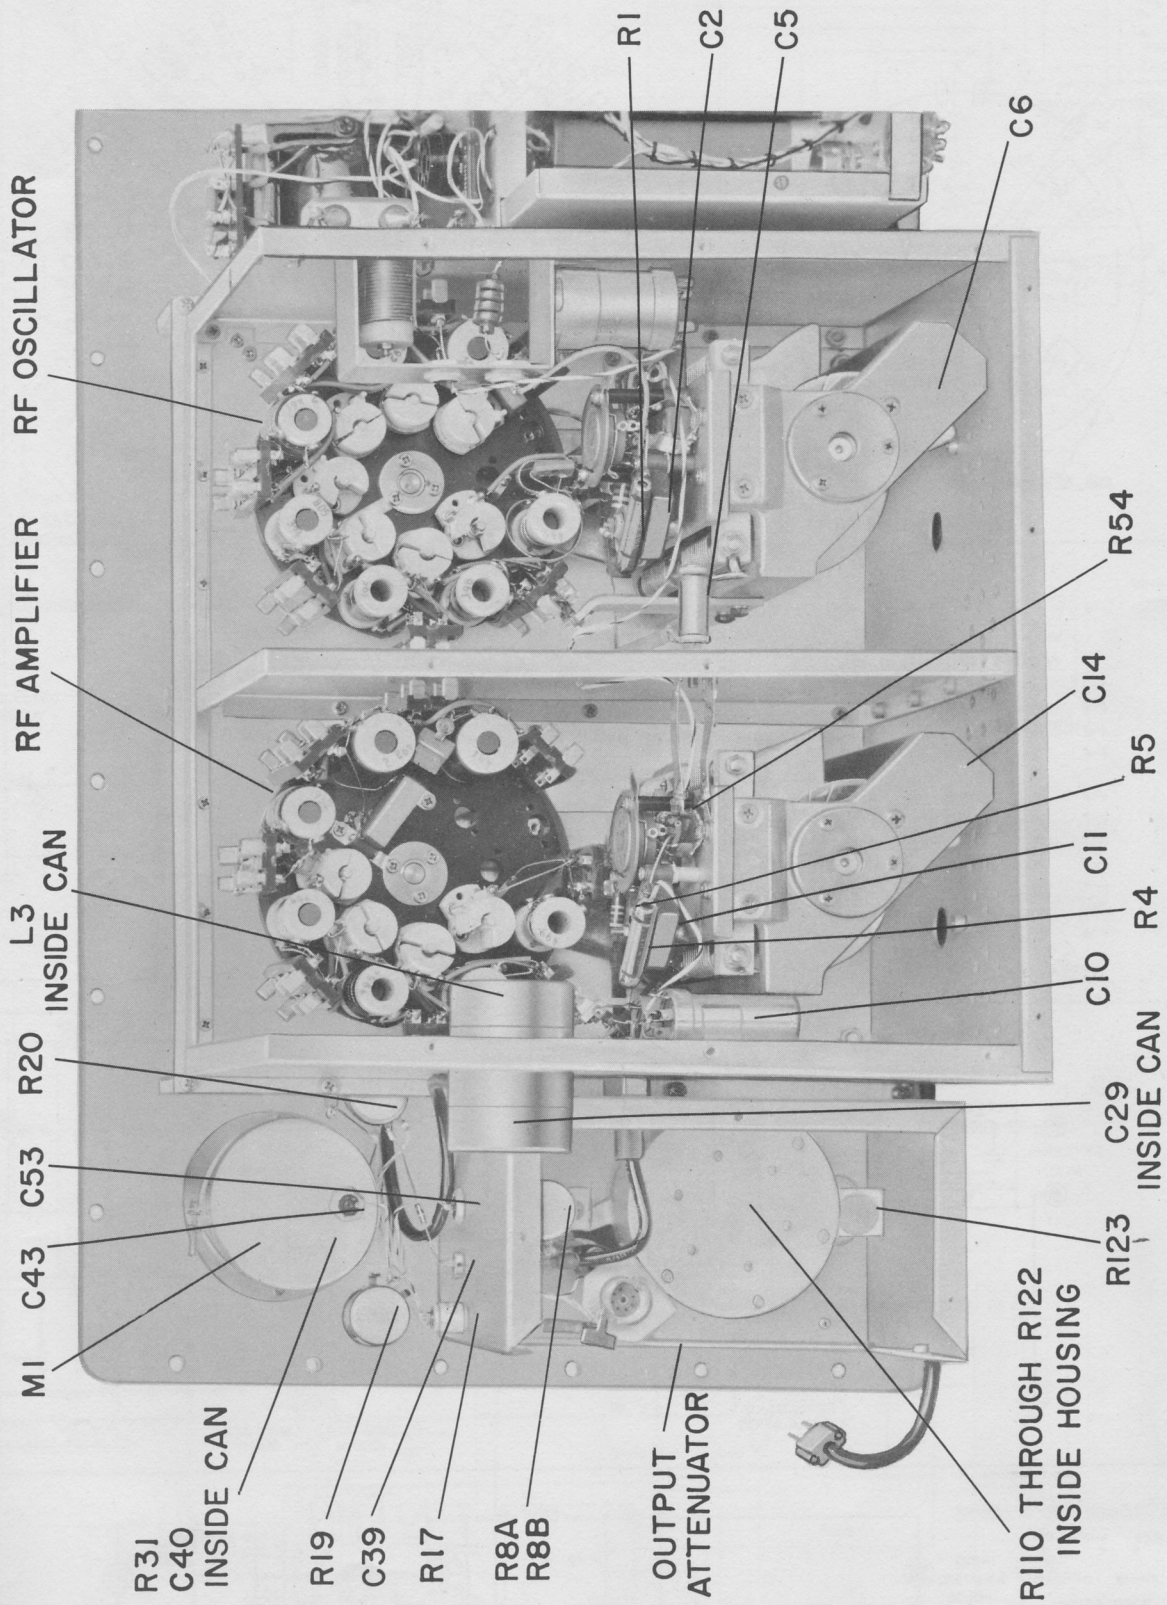 M1
C43
C53
R20
L3
INSIDE CAN
RF AMPLIFIER
RF OSCILLATOR
R31
C40
INSIDE CAN
R19
C39
R17
R8A
R8B
OUTPUT
ATTENUATOR
R110 THROUGH R122
INSIDE HOUSING
R123
C29
INSIDE CAN
C10
R4
C11
R5
C14
R54
C6
C5
C2
R1